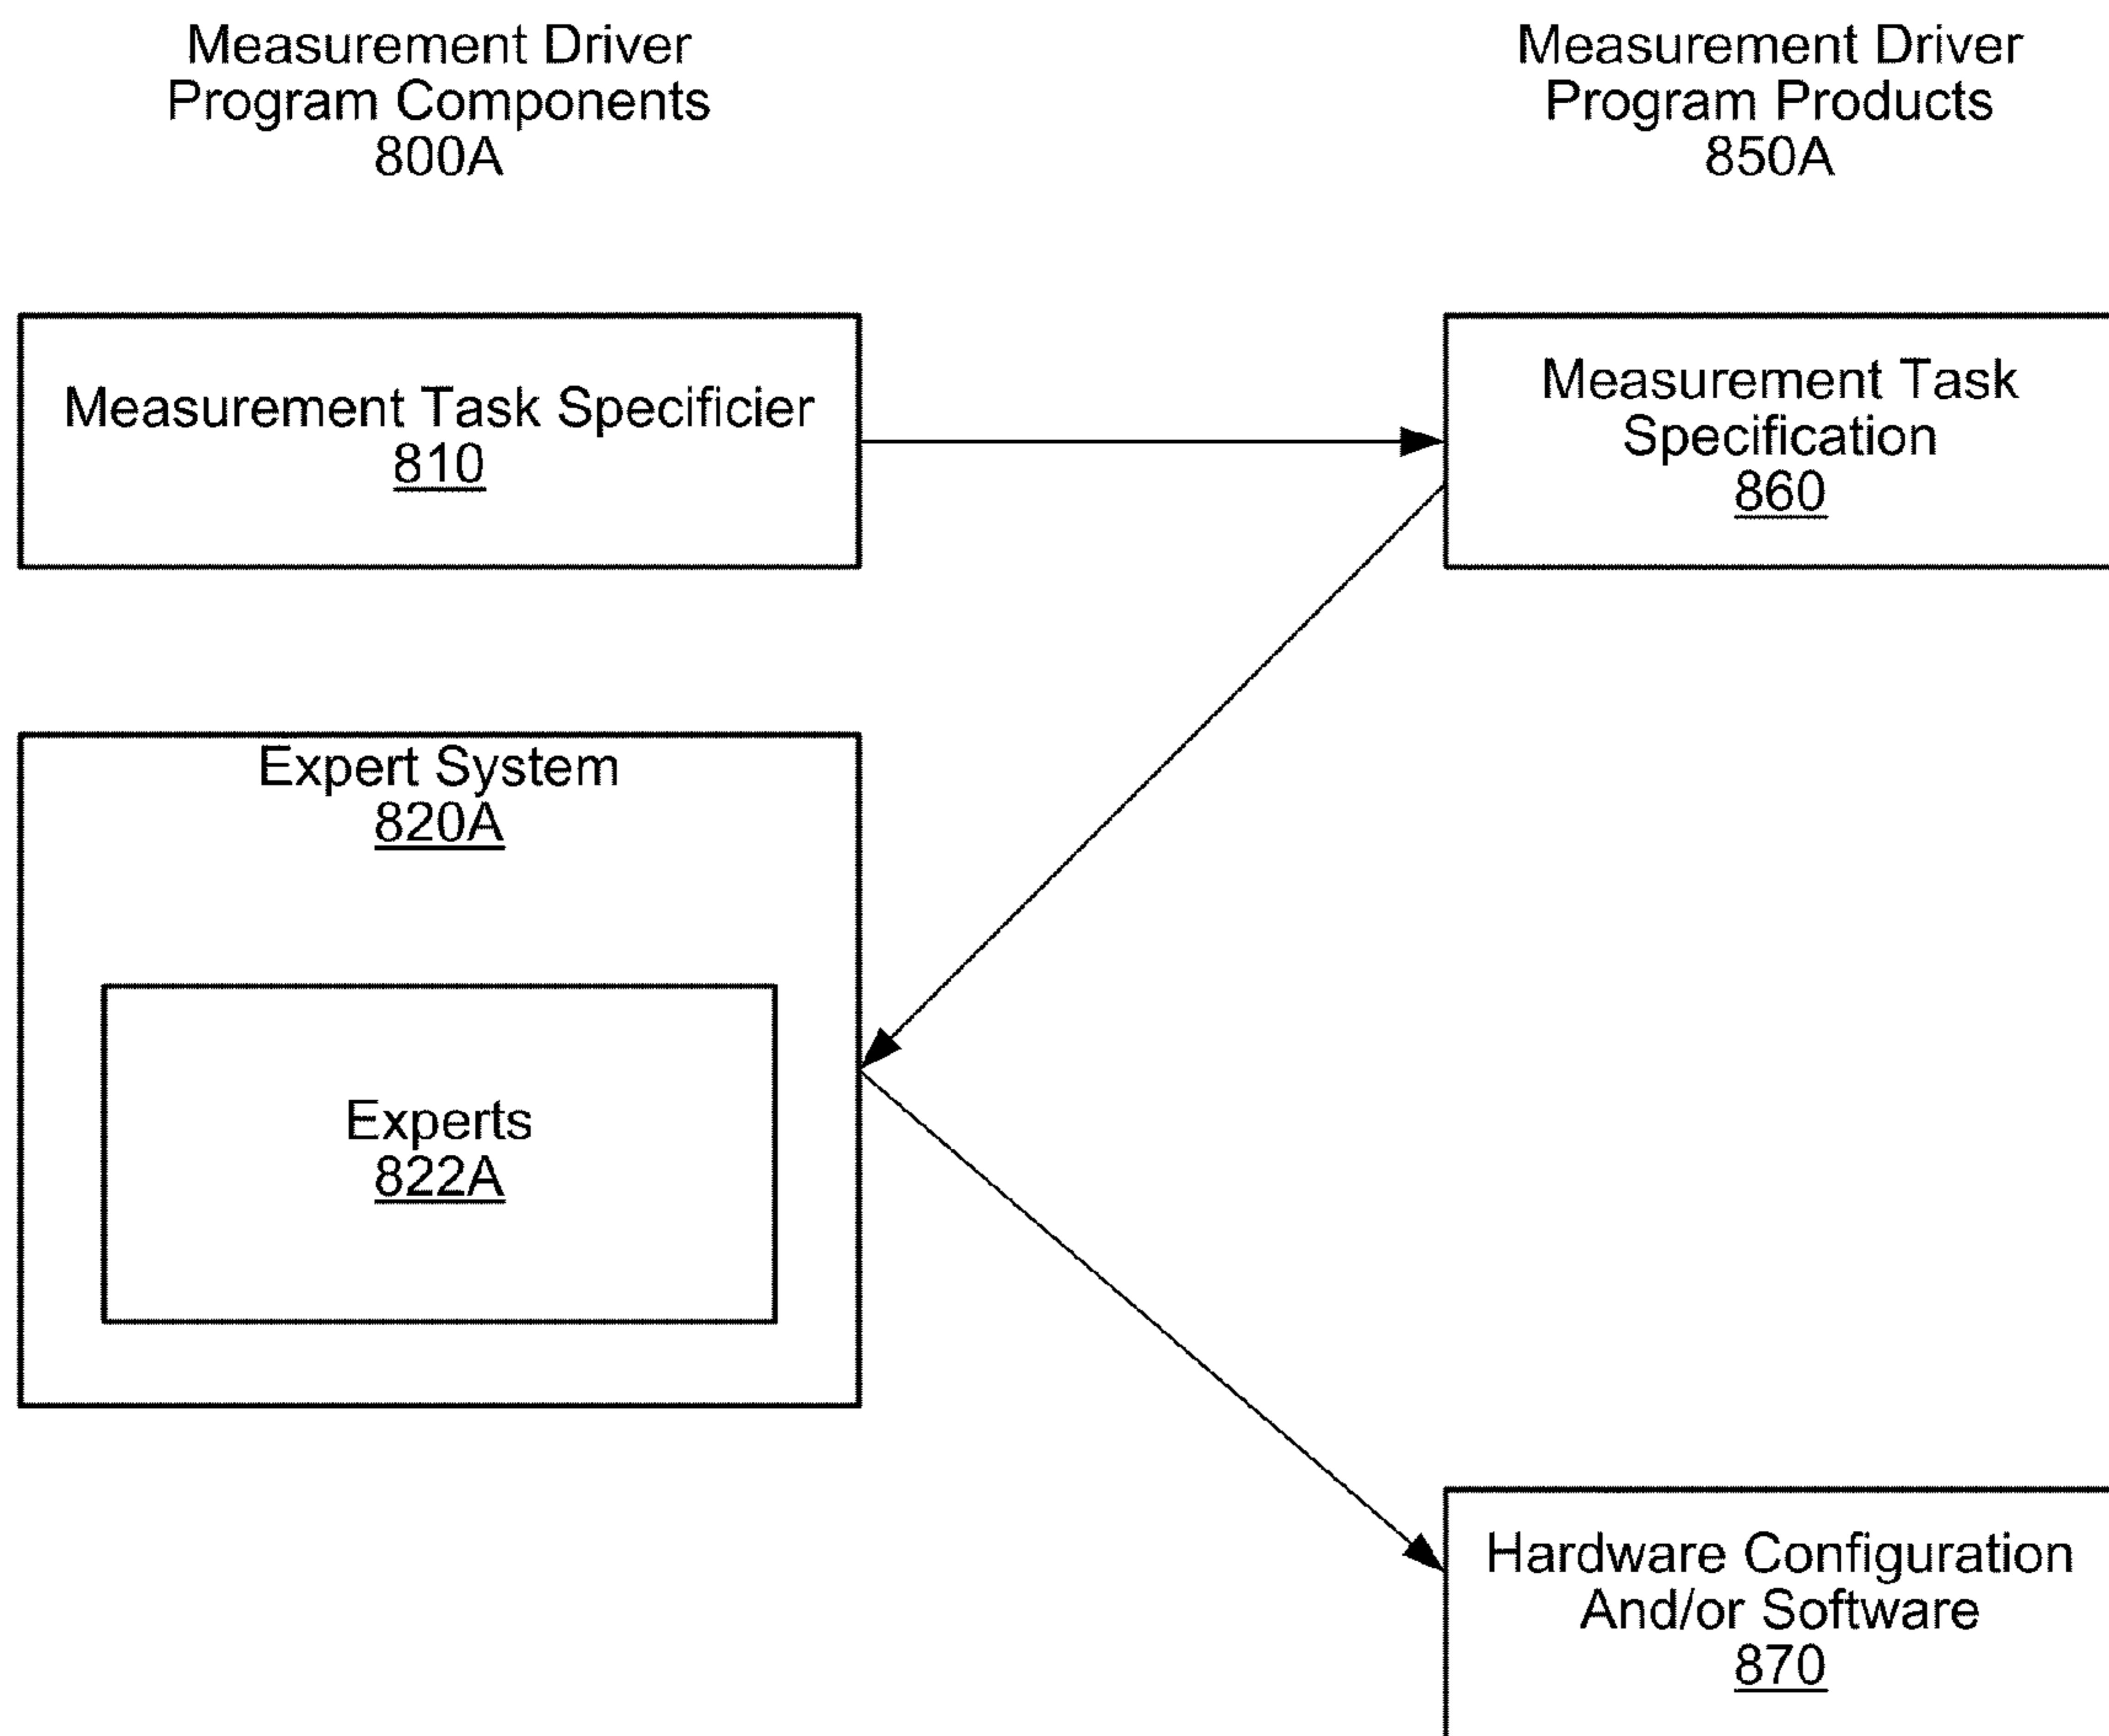 Measurement Driver
Program Components
800A
Measurement Driver
Program Products
850A
Measurement Task Specificier
810
Measurement Task
Specification
860
Expert System
820A
Experts
822A
Hardware Configuration
And/or Software
870